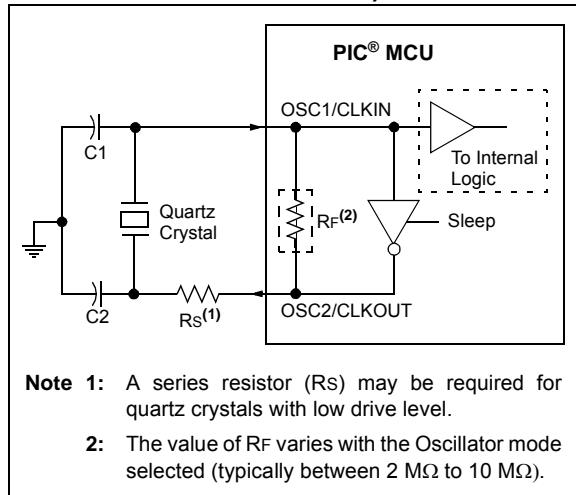 PIC® MCU
OSC1/CLKIN
C1
To Internal
Logic
Quartz
Crystal
RF(2)
Sleep
C2
RS(1)
OSC2/CLKOUT
Note 1: A series resistor (RS) may be required for
quartz crystals with low drive level.
2: The value of RF varies with the Oscillator mode
selected (typically between 2 MΩ to 10 MΩ).